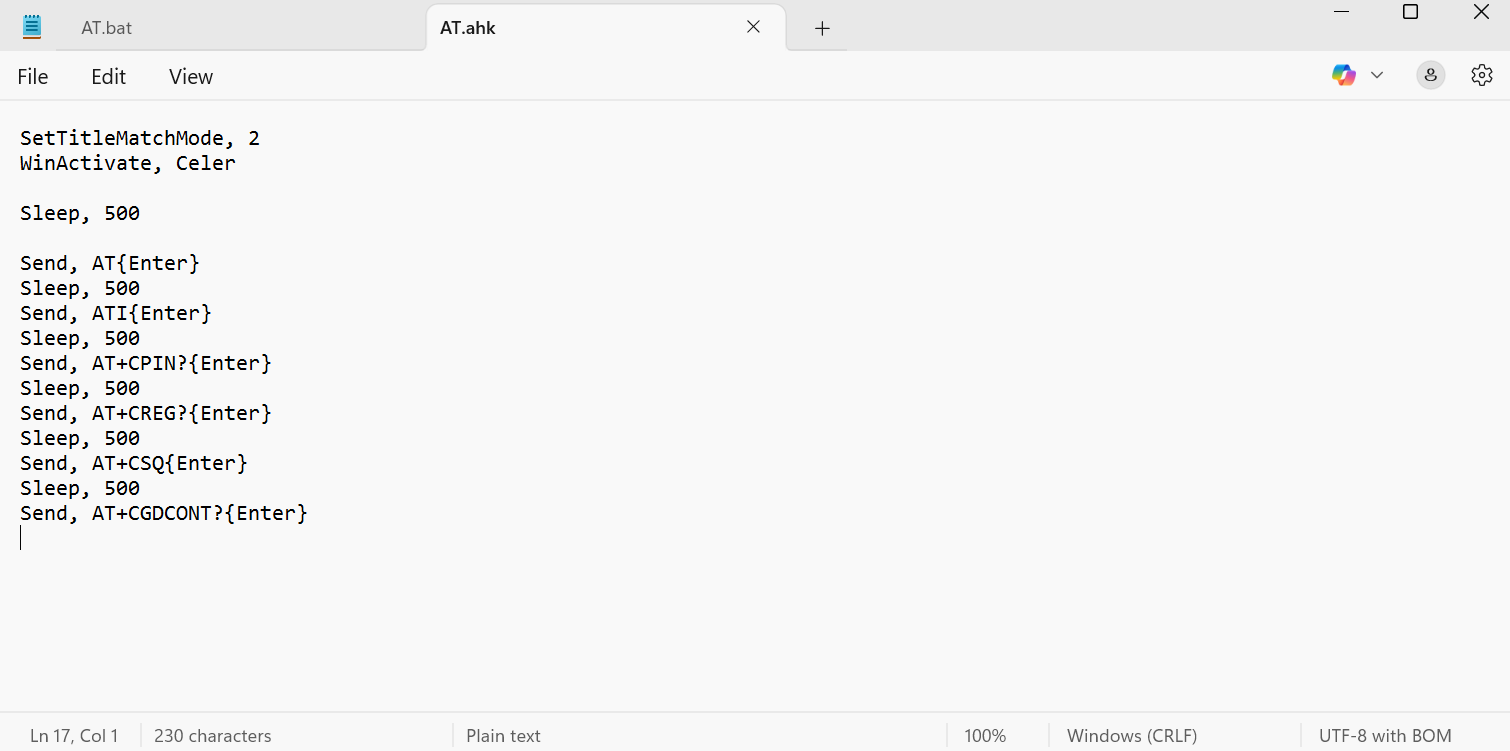 AT.bat
AT.ahk
File Edit View
SetTitleMatchMode, 2
WinActivate, Celer
Sleep, 500
Send, AT{Enter}
Sleep, 500
Send, ATI{Enter}
Sleep, 500
Send, AT+CPIN?{Enter}
Sleep, 500
Send, AT+CREG?{Enter}
Sleep, 500
Send, AT+CSQ{Enter}
Sleep, 500
Send, AT+CGDCONT?{Enter}
Ln 17, Col 1 230 characters Plain text 100% Windows (CRLF) UTF-8 with BOM